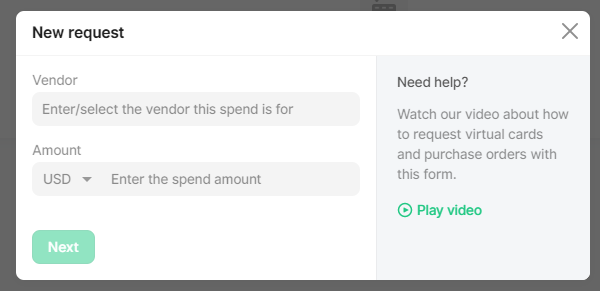 New request
Vendor
Enter/select the vendor this spend is for
Amount
USD Enter the spend amount
Next
Need help?
Watch our video about how
to request virtual cards
and purchase orders with
this form.
Play video